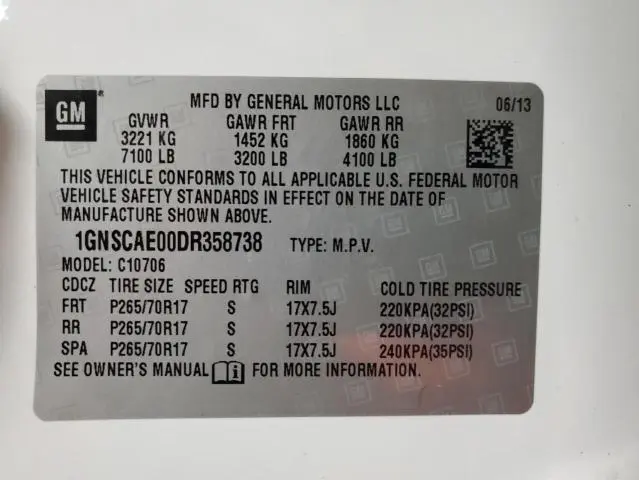 GM® MFD BY GENERAL MOTORS LLC 06/13
GVWR GAWR FRT GAWR RR
3221 KG 1452 KG 1860 KG
7100 LB 3200 LB 4100 LB
THIS VEHICLE CONFORMS TO ALL APPLICABLE U.S. FEDERAL MOTOR
VEHICLE SAFETY STANDARDS IN EFFECT ON THE DATE OF
MANUFACTURE SHOWN ABOVE.
1GNSCAE00DR358738 TYPE: M.P.V.
MODEL: C10706
CDCZ TIRE SIZE SPEED RTG RIM COLD TIRE PRESSURE
FRT P265/70R17 S 17X7.5J 220KPA(32PSI)
RR P265/70R17 S 17X7.5J 220KPA(32PSI)
SPA P265/70R17 S 17X7.5J 240KPA(35PSI)
SEE OWNER'S MANUAL i FOR MORE INFORMATION.